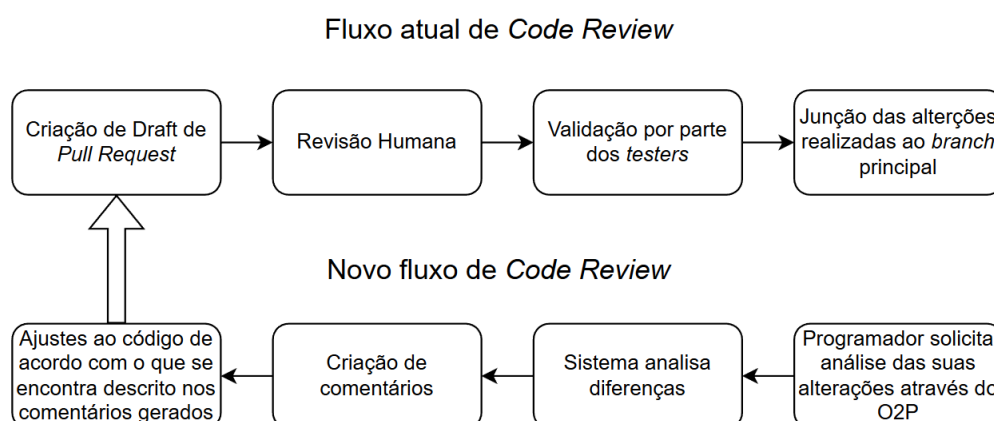 Fluxo atual de Code Review
Criação de Draft de
Pull Request
Revisão Humana
Validação por parte
dos testers
Junção das alterções
realizadas ao branch
principal
Novo fluxo de Code Review
Ajustes ao código de
acordo com o que se
encontra descrito nos
comentários gerados
Criação de
comentários
Sistema analisa
diferenças
Programador solicita
análise das suas
alterações através do
O2P